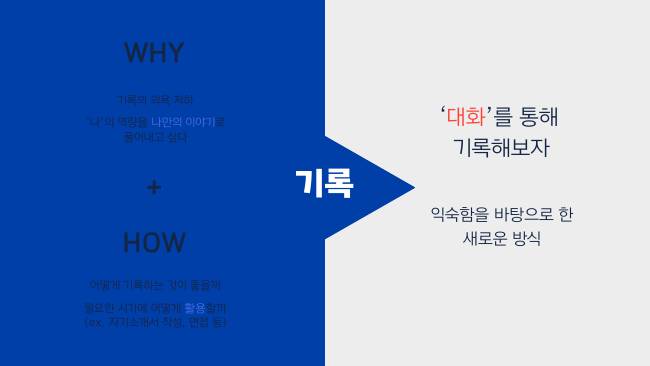 WHY
기록의 의욕 저하
'나'의 역량을 나만의 이야기로
풀어내고 싶다
+
HOW
어떻게 기록하는 것이 좋을까
필요한 시기에 어떻게 활용할까
(ex. 자기소개서 작성, 면접 등)
기록
‘대화’를 통해
기록해보자
익숙함을 바탕으로 한
새로운 방식